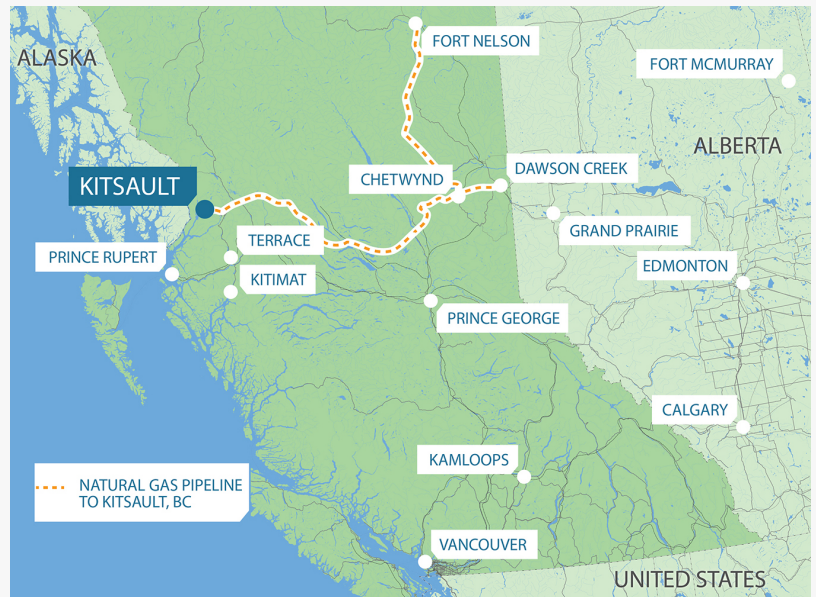 FORT NELSON
ALASKA
FORT MCMURRAY
ALBERTA
DAWSON CREEK
CHETWYND
KITSAULT
GRAND PRAIRIE
TERRACE
PRINCE RUPERT
EDMONTON
KITIMAT
PRINCE GEORGE
CALGARY
KAMLOOPS
NATURAL GAS PIPELINE
TO KITSAULT, BC
VANCOUVER
UNITED STATES